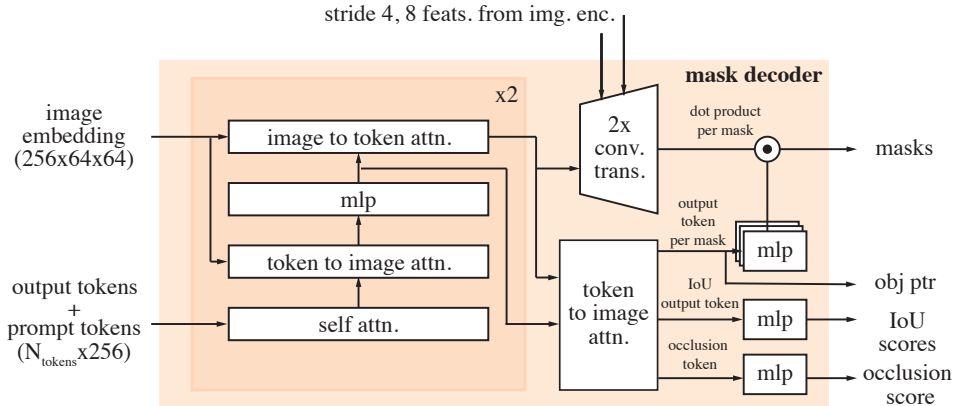 stride 4, 8 feats. from img. enc.
mask decoder
x2
image
embedding
(256x64x64)
image to token attn.
mlp
token to image attn.
self attn.
output tokens
+
prompt tokens
(Ntokensx256)
2x
conv.
trans.
dot product
per mask
masks
token
to image
attn.
output
token
per mask
mlp
obj ptr
IoU
output token
mlp
IoU
scores
occlusion
token
mlp
occlusion
score